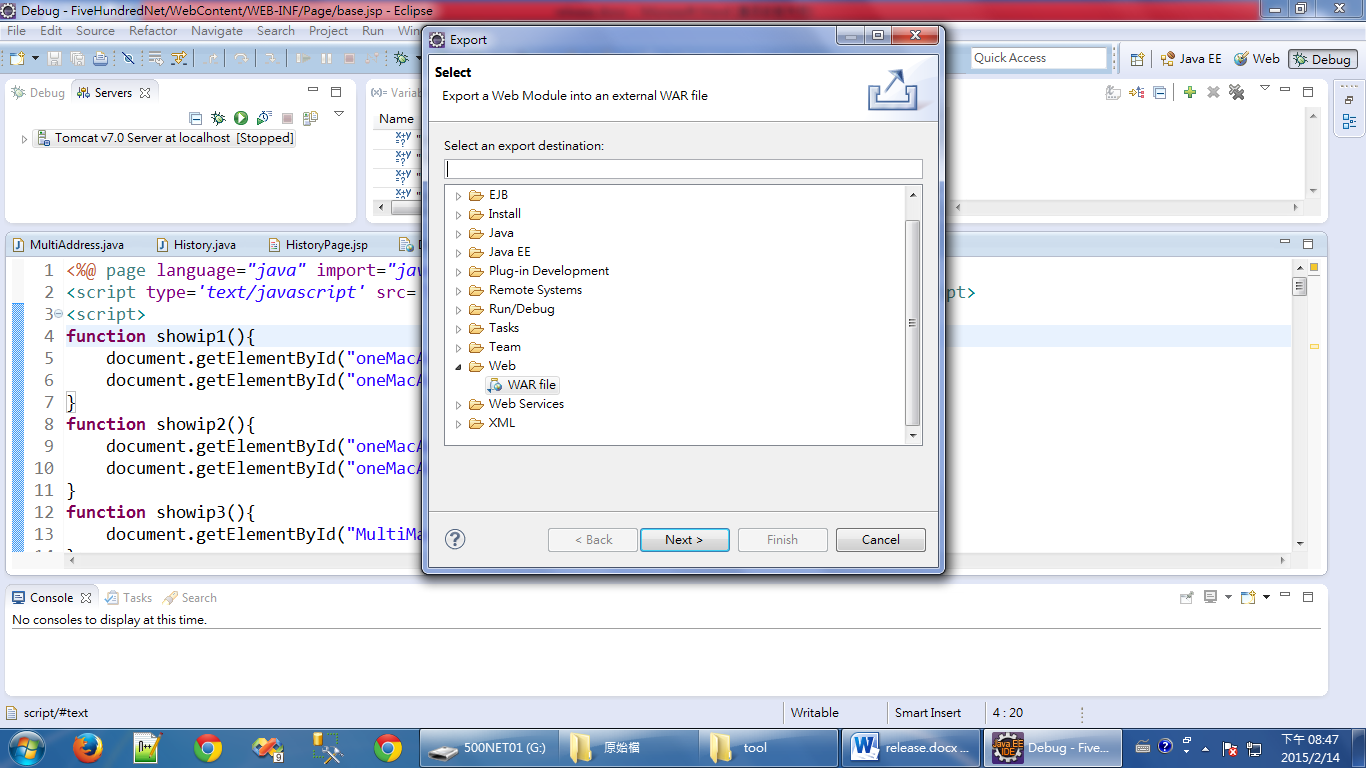 Debug - FiveHundredNet/WebContent/WEB-INF/Page/base.jsp - Eclipse
File Edit Source Refactor Navigate Search Project Run
Quick Access
Java EE Web Debug
Debug Servers
Tomcat v7.0 Server at localhost [Stopped]
(x)= Variab
Name
Export
Select
Export a Web Module into an external WAR file
Select an export destination:
EJB
Install
Java
Java EE
Plug-in Development
Remote Systems
Run/Debug
Tasks
Team
Web
WAR file
Web Services
XML
< Back Next > Finish Cancel
MultiAddress.java History.java HistoryPage.jsp
1 <%@ page language="java" import="jav
2 <script type='text/javascript' src= pt>
3 <script>
4 function showip1(){
5 document.getElementById("oneMacA
6 document.getElementById("oneMacA
7 }
8 function showip2(){
9 document.getElementById("oneMacA
10 document.getElementById("oneMacA
11 }
12 function showip3(){
13 document.getElementById("MultiMa
Console Tasks Search
No consoles to display at this time.
script/#text Writable Smart Insert 4 : 20
500NET01 (G:) 原始檔 tool release.docx ... Debug - Five...
下午 08:47
2015/2/14